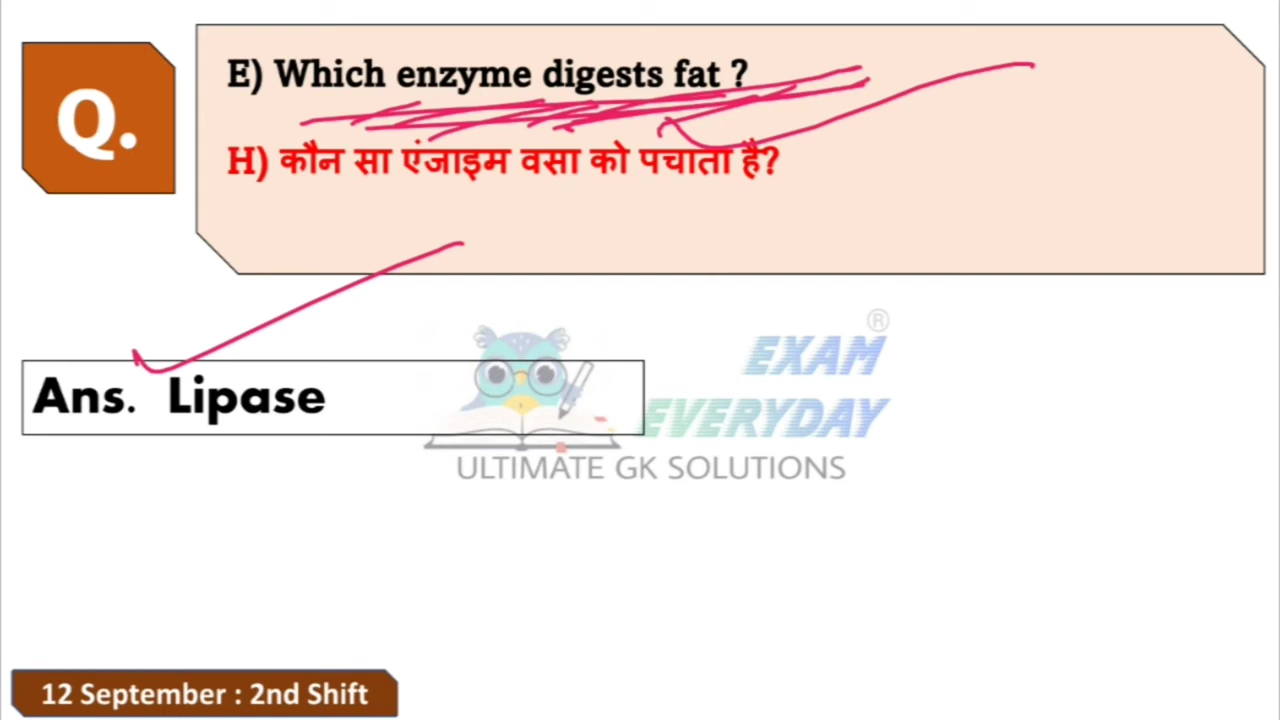 Q.
E) Which enzyme digests fat ?
H) कौन सा एंजाइम वसा को पचाता है?
Ans. Lipase
EXAM ®
EVERYDAY
ULTIMATE GK SOLUTIONS
12 September : 2nd Shift